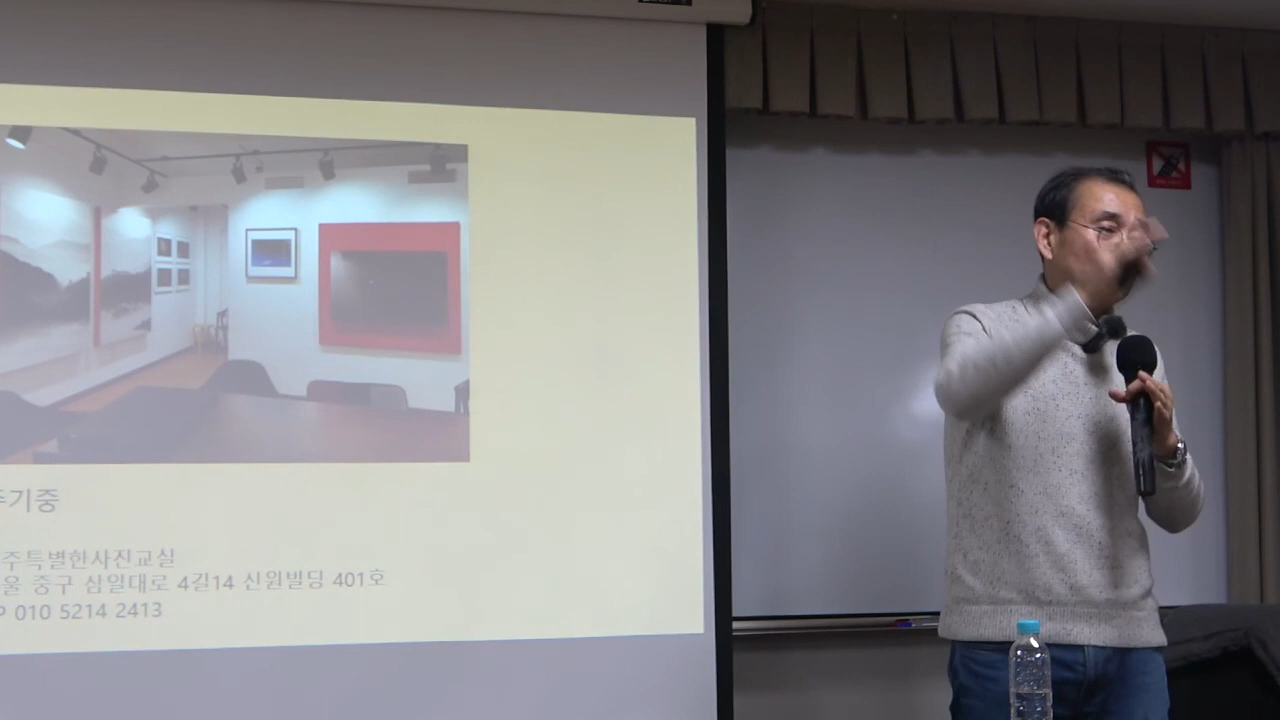 주기중
주특별한사진교실
울 중구 삼일대로 4길14 신원빌딩 401호
P 010 5214 2413